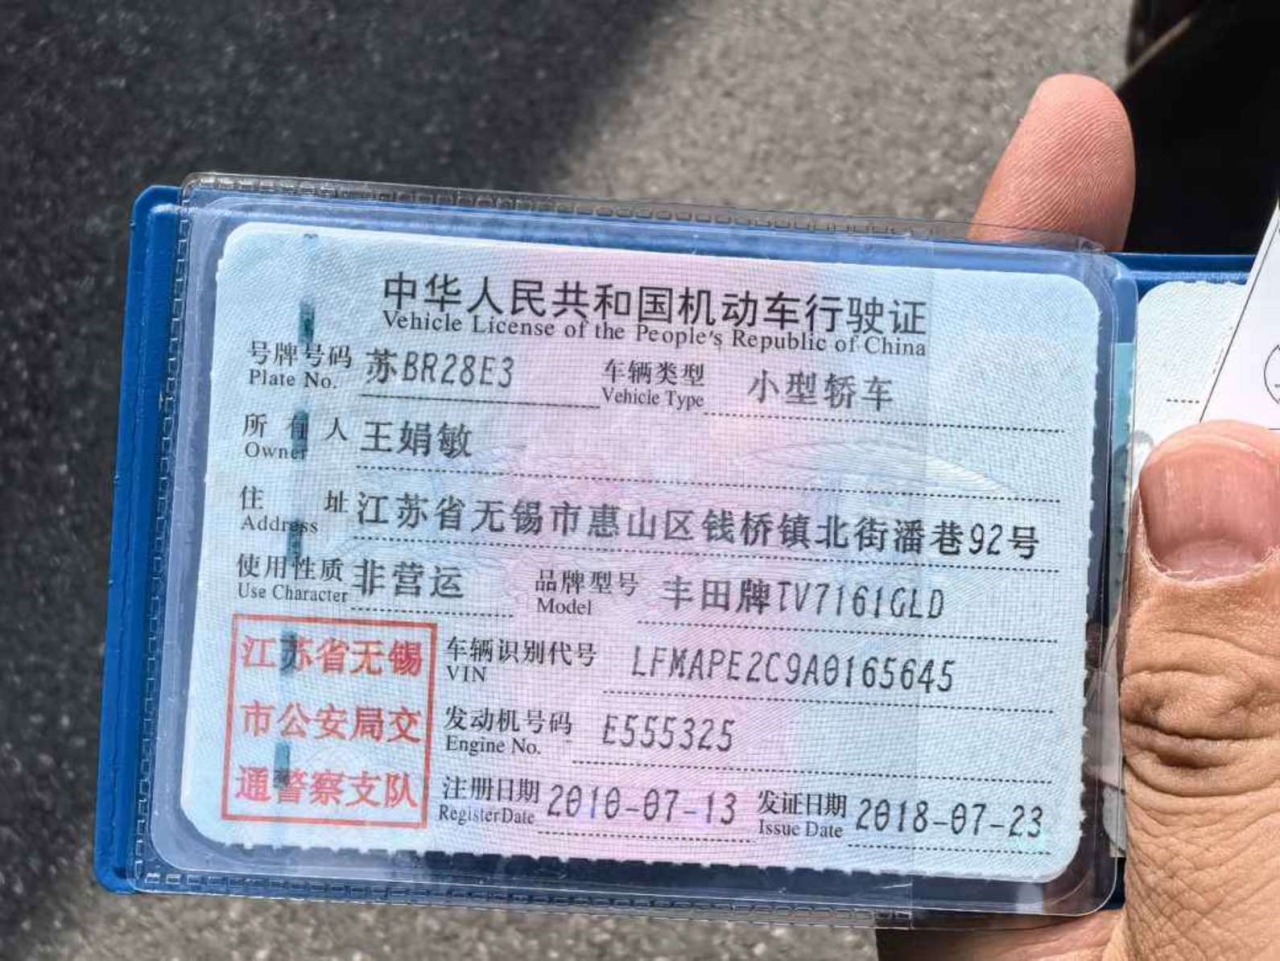 中华人民共和国机动车行驶证
Vehicle License of the People's Republic of China
号牌号码 苏BR28E3 车辆类型 小型轿车
Plate No. Vehicle Type
所有人 王娟敏
Owner
住址 江苏省无锡市惠山区钱桥镇北街潘巷92号
Address
使用性质 非营运 品牌型号 丰田牌TV7161GLD
Use Character Model
江苏省无锡
市公安局交
通警察支队
车辆识别代号 LFMAPE2C9A0165645
VIN
发动机号码 E555325
Engine No.
注册日期 2010-07-13 发证日期 2018-07-23
Register Date Issue Date